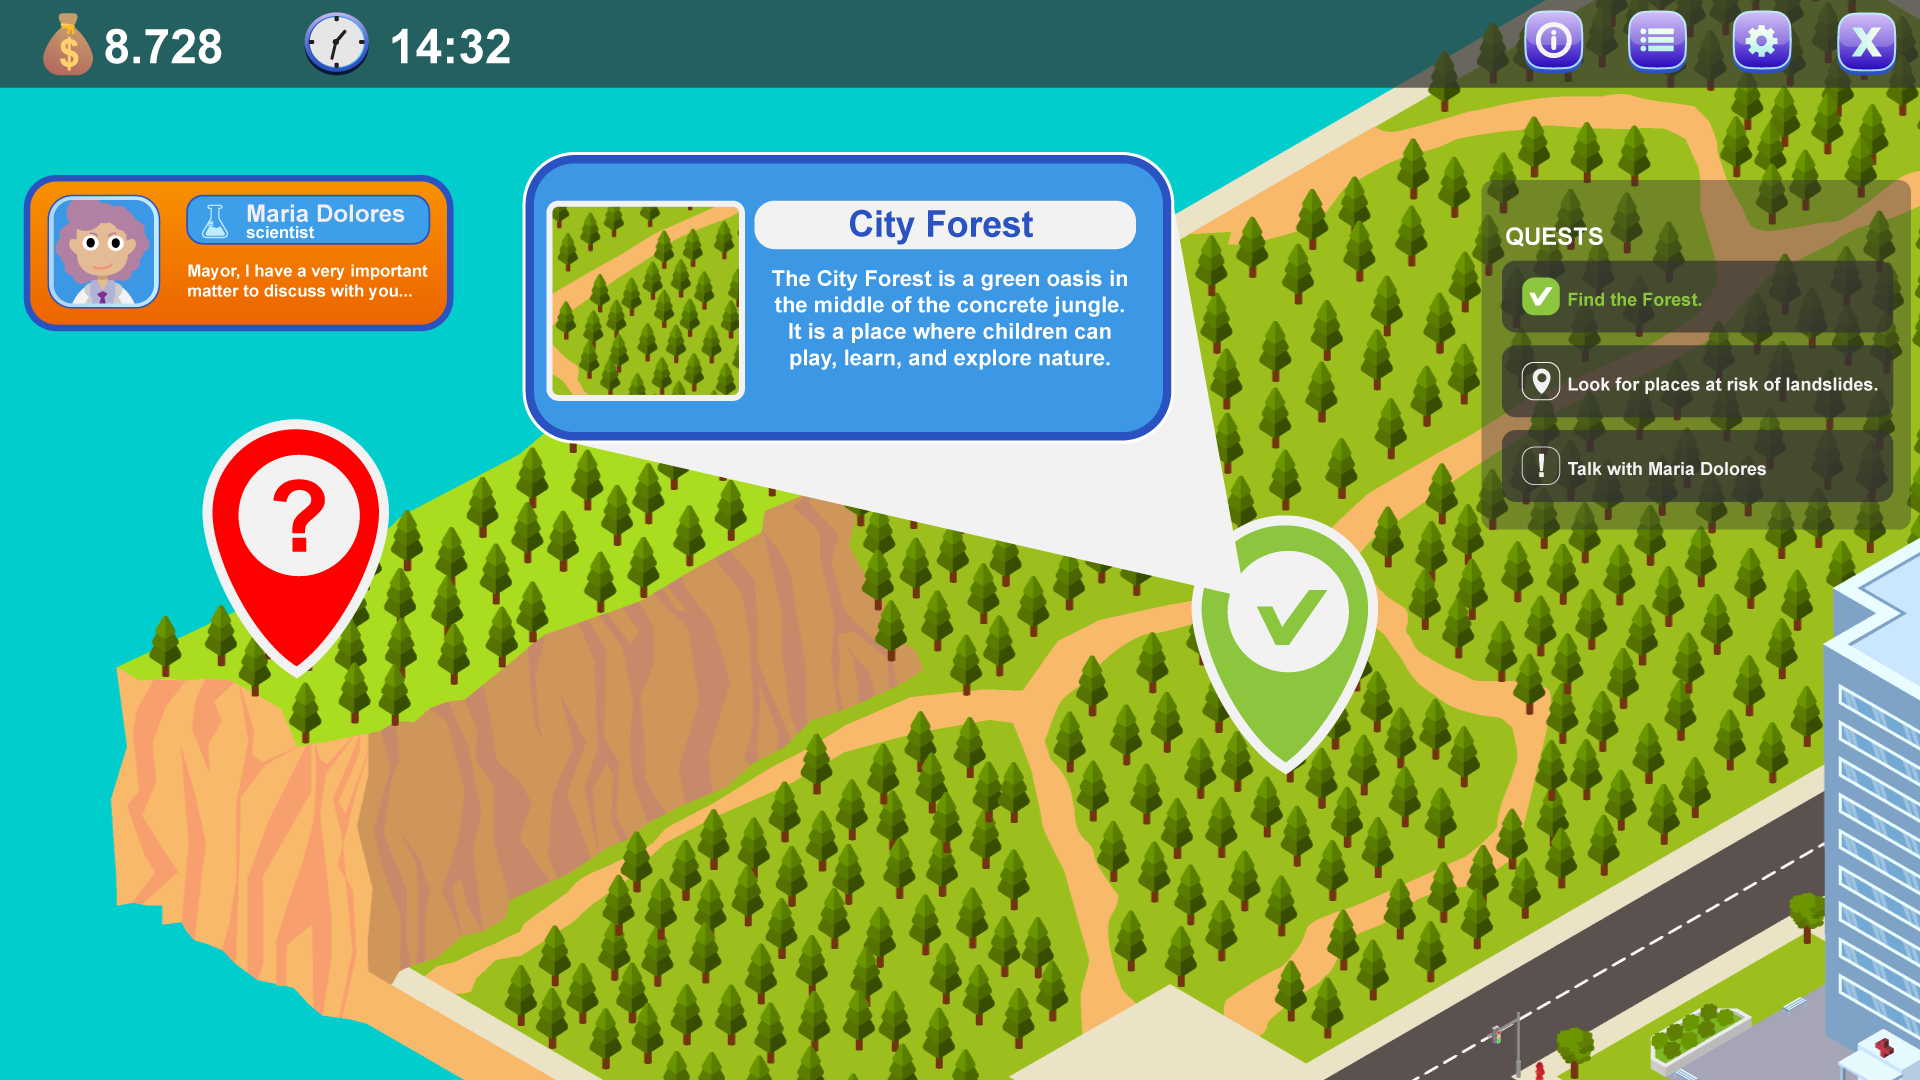 8.728
14:32
Maria Dolores
scientist
Mayor, I have a very important
matter to discuss with you...
City Forest
The City Forest is a green oasis in
the middle of the concrete jungle.
It is a place where children can
play, learn, and explore nature.
QUESTS
Find the Forest.
Look for places at risk of landslides.
! Talk with Maria Dolores
?